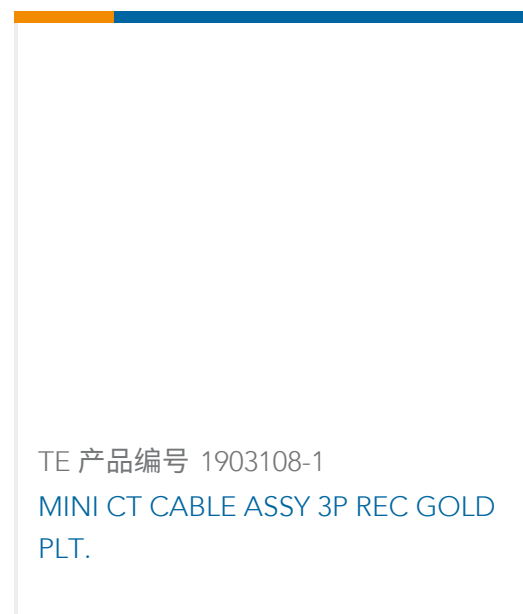 TE 产品编号 1903108-1
MINI CT CABLE ASSY 3P REC GOLD
PLT.